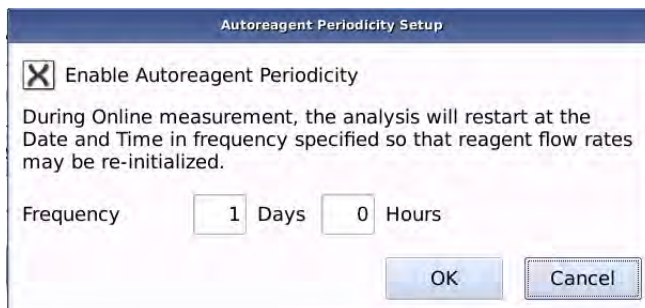 Autoreagent Periodicity Setup
Enable Autoreagent Periodicity
During Online measurement, the analysis will restart at the
Date and Time in frequency specified so that reagent flow rates
may be re-initialized.
Frequency 1 Days 0 Hours
OK Cancel